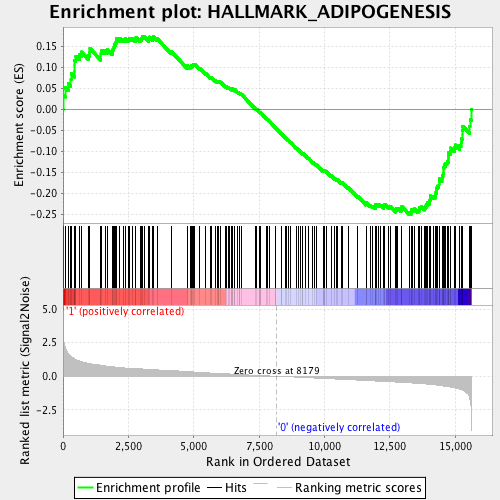 Enrichment plot: HALLMARK_ADIPOGENESIS
Enrichment score (ES)
0.15
0.10
0.05
0.00
-0.05
-0.10
-0.15
-0.20
-0.25
'1' (positively correlated)
Ranked list metric (Signal2Noise)
5.0
2.5
0.0
-2.5
Zero cross at 8179
'0' (negatively correlated)
0
2,500
5,000
7,500
10,000
12,500
15,000
Rank in Ordered Dataset
Enrichment profile
Hits
Ranking metric scores